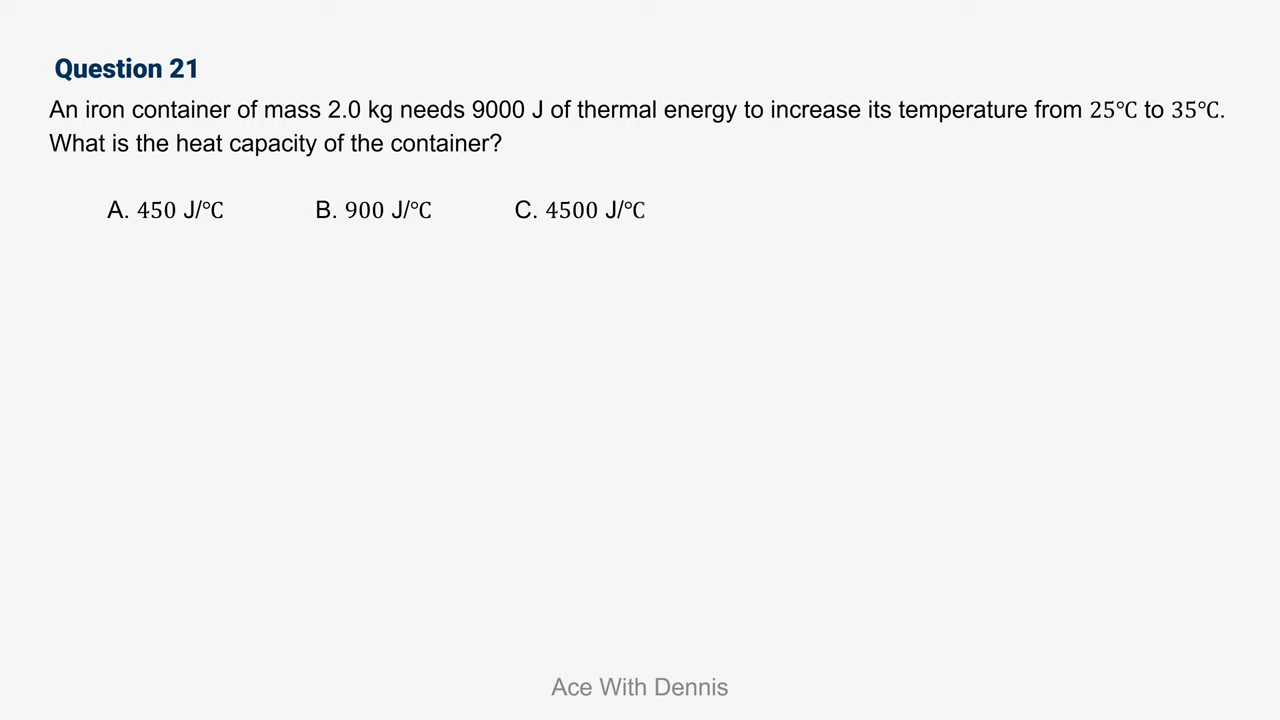 Question 21
An iron container of mass 2.0 kg needs 9000 J of thermal energy to increase its temperature from 25℃ to 35℃.
What is the heat capacity of the container?
A. 450 J/℃ B. 900 J/℃ C. 4500 J/℃
Ace With Dennis